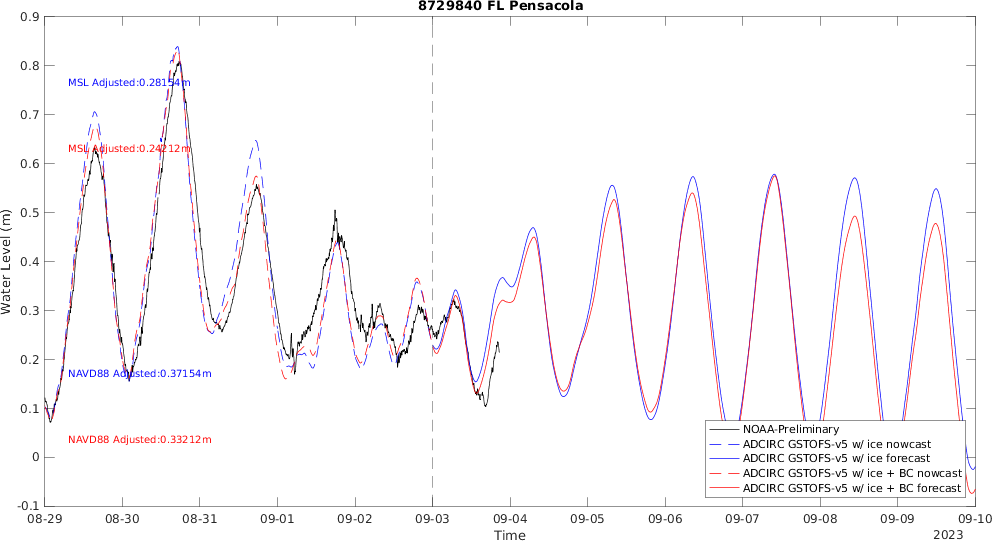 8729840 FL Pensacola
0.9
0.8
0.7
0.6
0.5
0.4
0.3
0.2
0.1
0
-0.1
Water Level (m)
MSL Adjusted:0.28154m
MSL Adjusted:0.24212m
NAVD88 Adjusted:0.37154m
NAVD88 Adjusted:0.33212m
NOAA-Preliminary
ADCIRC GSTOFS-v5 w/ ice nowcast
ADCIRC GSTOFS-v5 w/ ice forecast
ADCIRC GSTOFS-v5 w/ ice + BC nowcast
ADCIRC GSTOFS-v5 w/ ice + BC forecast
08-29 08-30 08-31 09-01 09-02 09-03 09-04 09-05 09-06 09-07 09-08 09-09 09-10
Time
2023